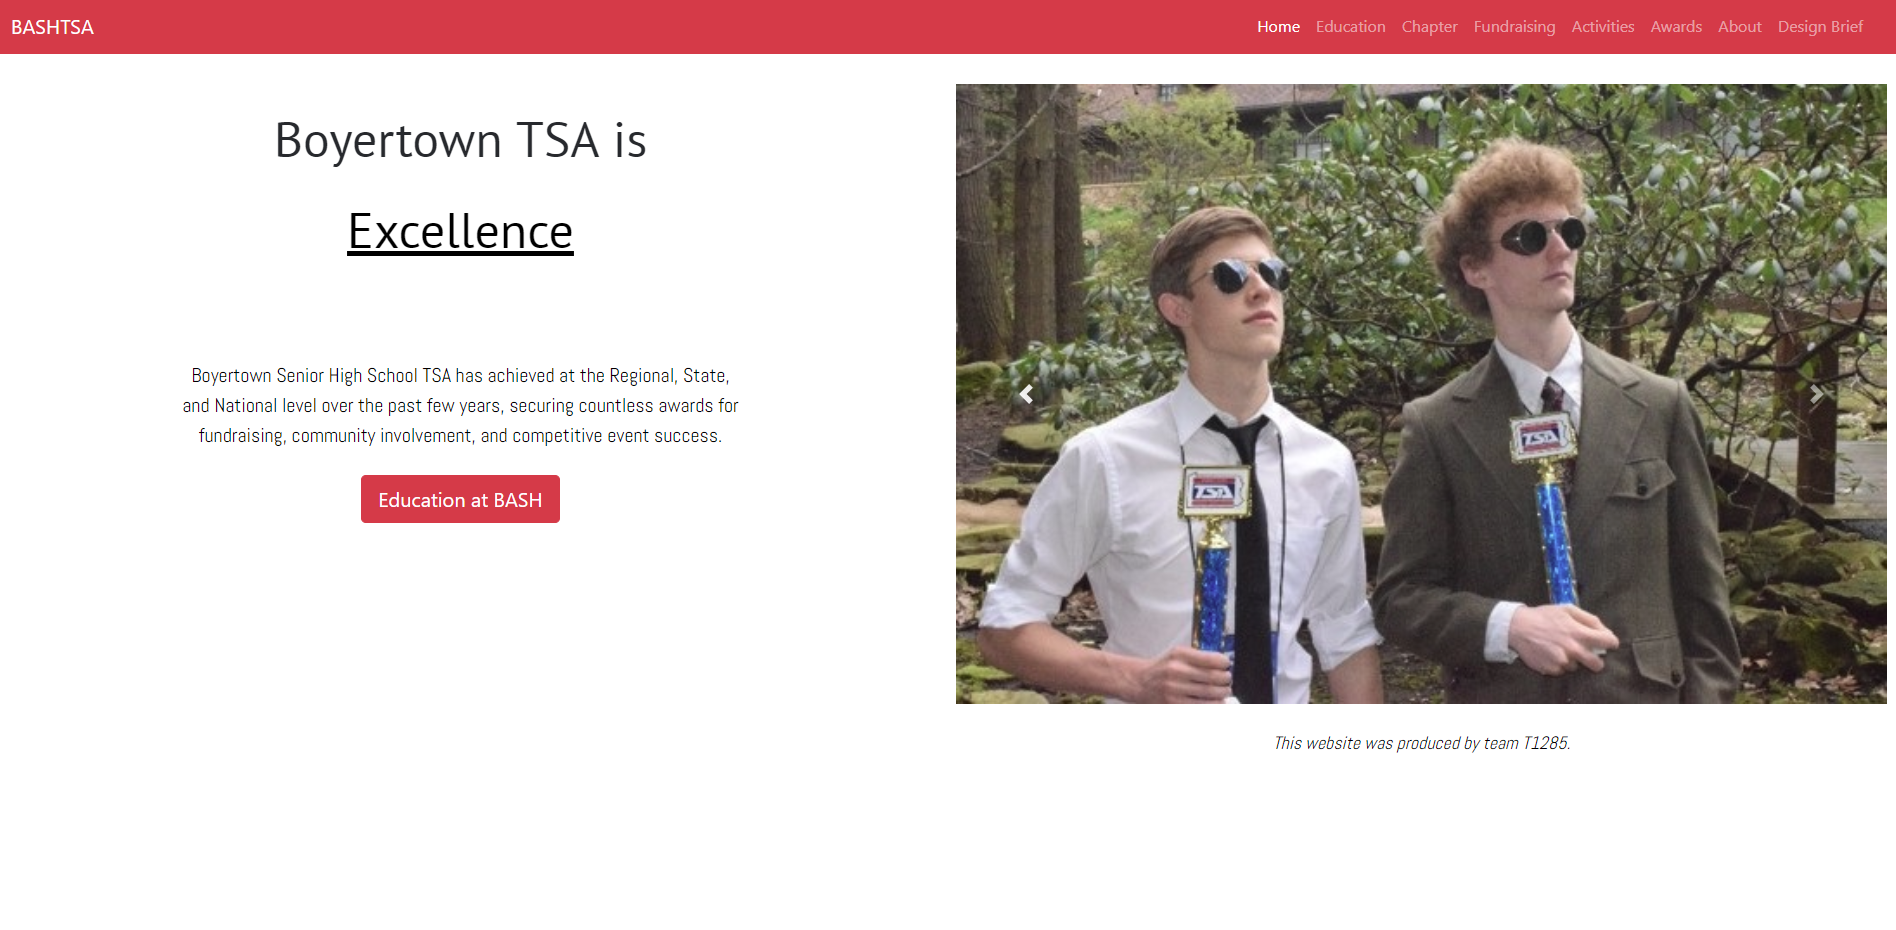 BASHTSA
Home Education Chapter Fundraising Activities Awards About Design Brief
Boyertown TSA is
Excellence
Boyertown Senior High School TSA has achieved at the Regional, State,
and National level over the past few years, securing countless awards for
fundraising, community involvement, and competitive event success.
Education at BASH
TSA
TSA
This website was produced by team T1285.